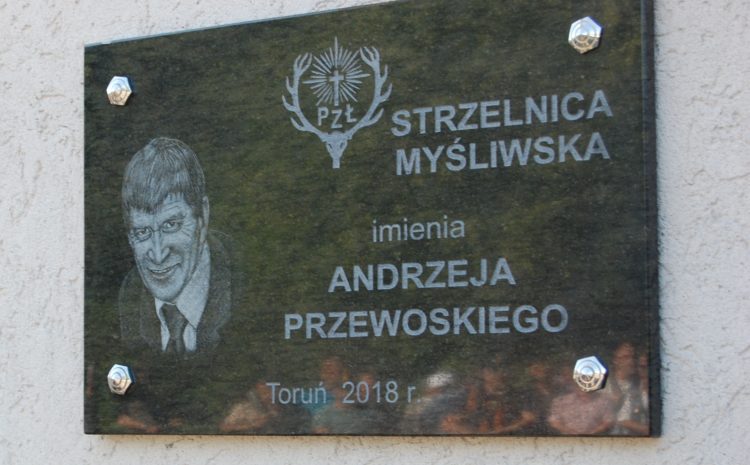 PZŁ
STRZELNICA
MYŚLIWSKA
imienia
ANDRZEJA
PRZEWOSKIEGO
Toruń 2018 r.